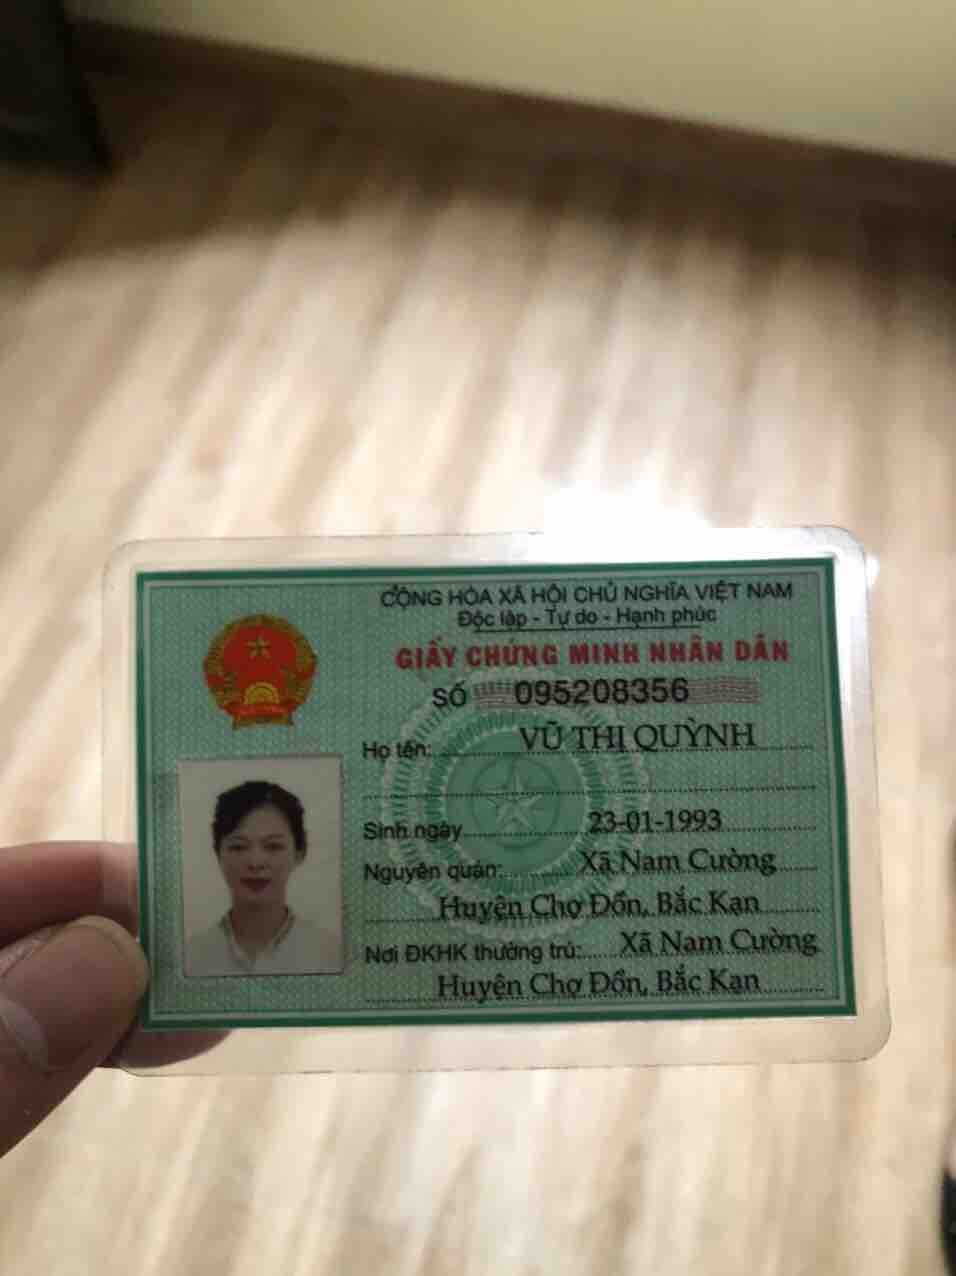 CỘNG HÒA XÃ HỘI CHỦ NGHĨA VIỆT NAM
Độc lập - Tự do - Hạnh phúc
GIẤY CHỨNG MINH NHÂN DÂN
SỐ 095208356
Họ tên: VŨ THỊ QUỲNH
Sinh ngày 23-01-1993
Nguyên quán: Xã Nam Cường
Huyện Chợ Đồn, Bắc Kạn
Nơi ĐKHK thường trú: Xã Nam Cường
Huyện Chợ Đồn, Bắc Kạn